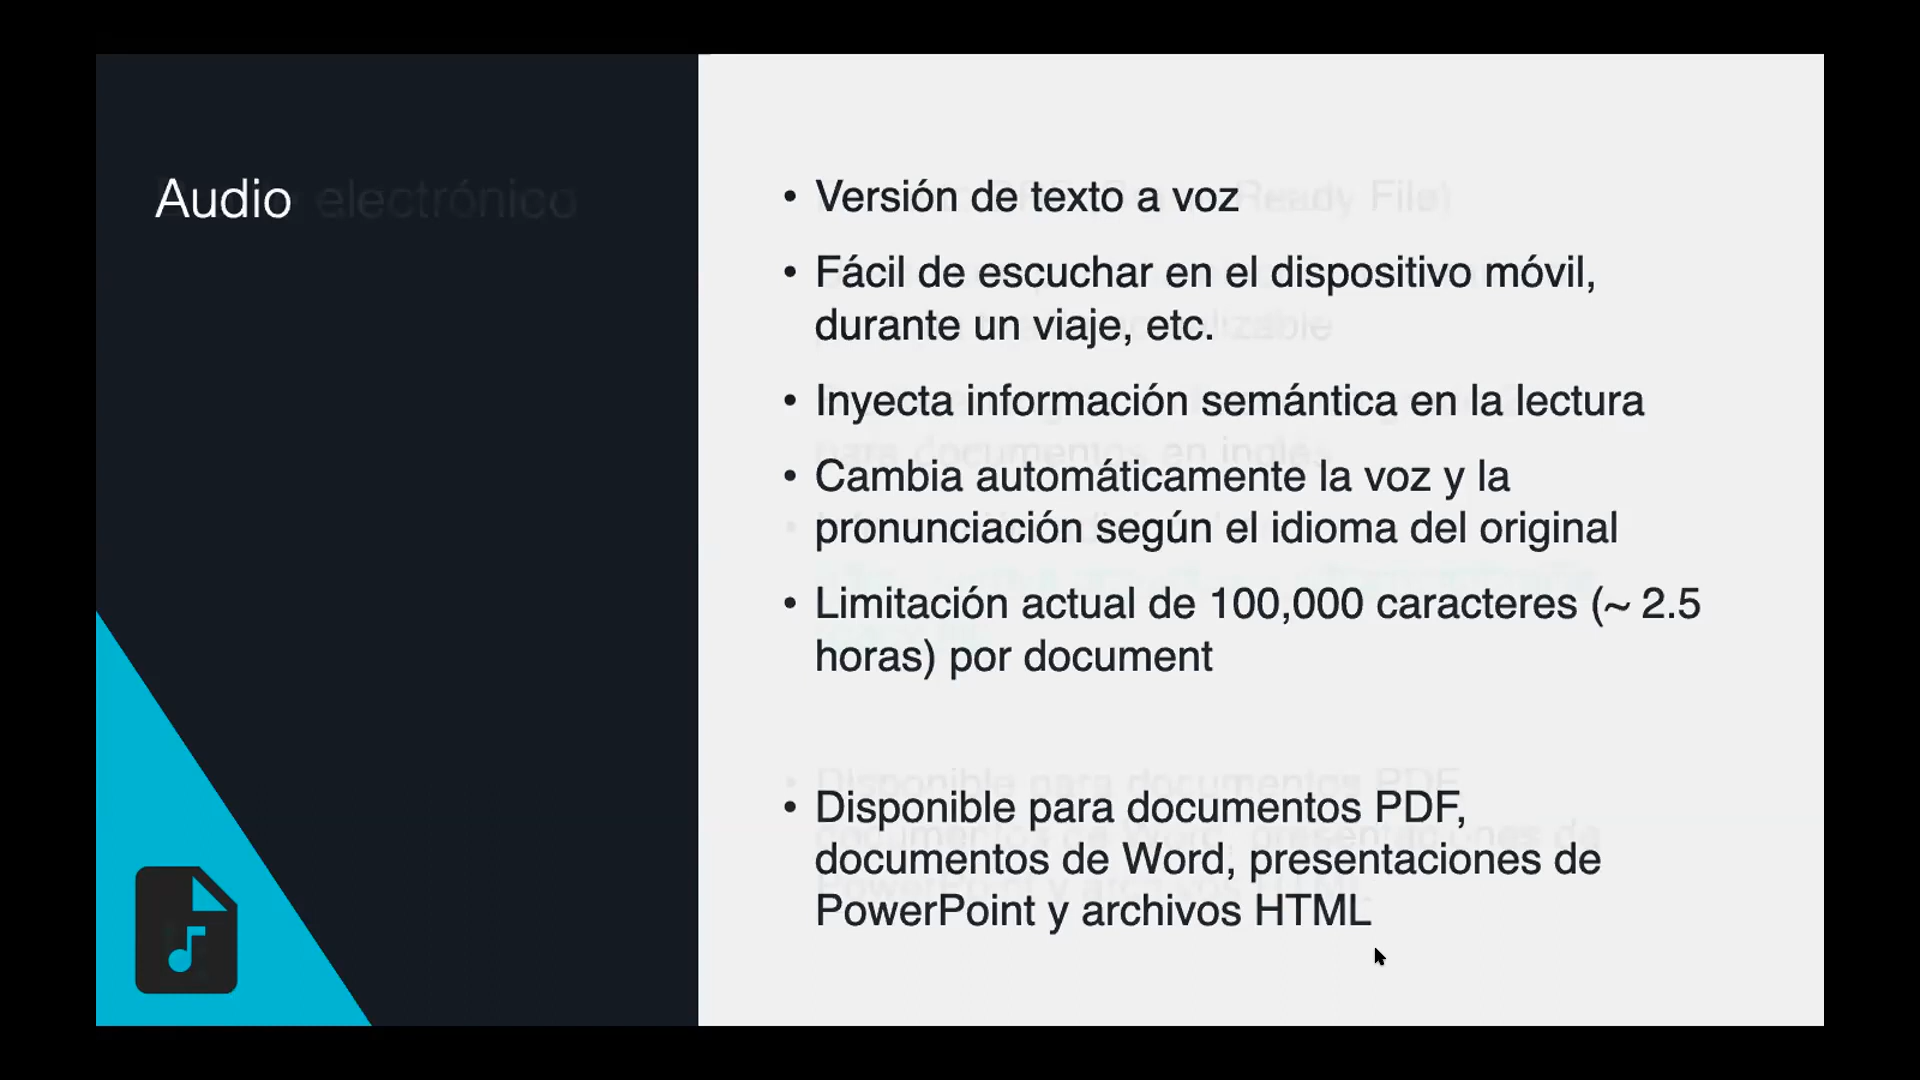 Audio
• Versión de texto a voz
• Fácil de escuchar en el dispositivo móvil,
durante un viaje, etc.
• Inyecta información semántica en la lectura
• Cambia automáticamente la voz y la
pronunciación según el idioma del original
• Limitación actual de 100,000 caracteres (~ 2.5
horas) por document
• Disponible para documentos PDF,
documentos de Word, presentaciones de
PowerPoint y archivos HTML